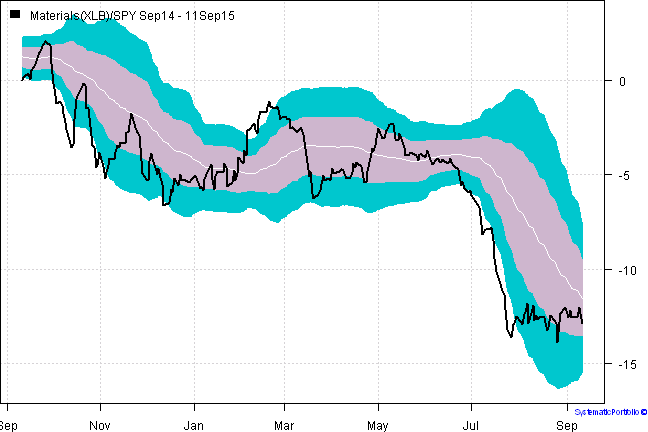 Materials(XLB)/SPY Sep14 - 11Sep15
0
-5
-10
-15
Sep Nov Jan Mar May Jul Sep
SystematicPortfolio ©